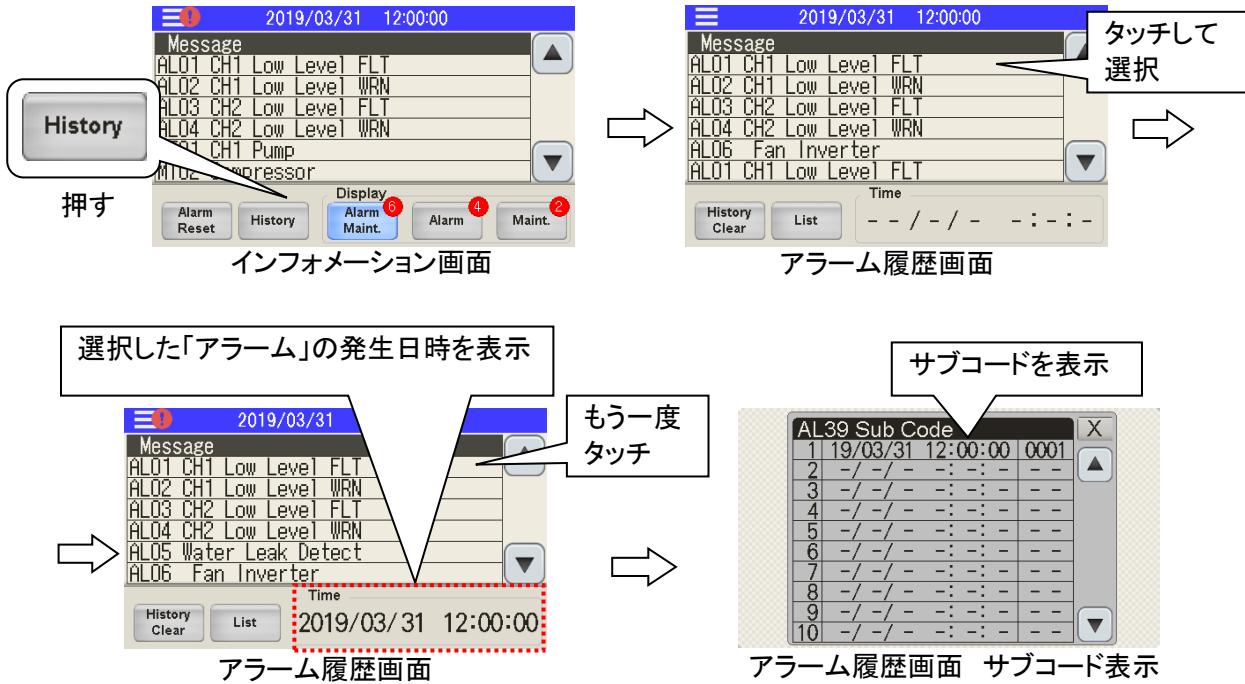 2019/03/31 12:00:00
Message
AL01 CH1 Low Level FLT
AL02 CH1 Low Level WRN
AL03 CH2 Low Level FLT
AL04 CH2 Low Level WRN
CH1 Pump
MT02
History
押す
Display
Alarm Reset
History
Alarm Maint.
6
Alarm
4
Maint.
2
インフォメーション画面
2019/03/31 12:00:00
Message
AL01 CH1 Low Level FLT
AL02 CH1 Low Level WRN
AL03 CH2 Low Level FLT
AL04 CH2 Low Level WRN
AL06 Fan Inverter
AL01 CH1 Low Level FLT
タッチして
選択
History Clear
List
Time
--/-/- -:-:-
アラーム履歴画面
選択した「アラーム」の発生日時を表示
2019/03/31
Message
AL01 CH1 Low Level FLT
AL02 CH1 Low Level WRN
AL03 CH2 Low Level FLT
AL04 CH2 Low Level WRN
AL05 Water Leak Detect
AL06 Fan Inverter
もう一度
タッチ
History Clear
List
Time
2019/03/31 12:00:00
アラーム履歴画面
サブコードを表示
AL39 Sub Code
X
1 19/03/31 12:00:00 0001
2 -/-/- -:-:- --
3 -/-/- -:-:- --
4 -/-/- -:-:- --
5 -/-/- -:-:- --
6 -/-/- -:-:- --
7 -/-/- -:-:- --
8 -/-/- -:-:- --
9 -/-/- -:-:- --
10 -/-/- -:-:- --
アラーム履歴画面 サブコード表示